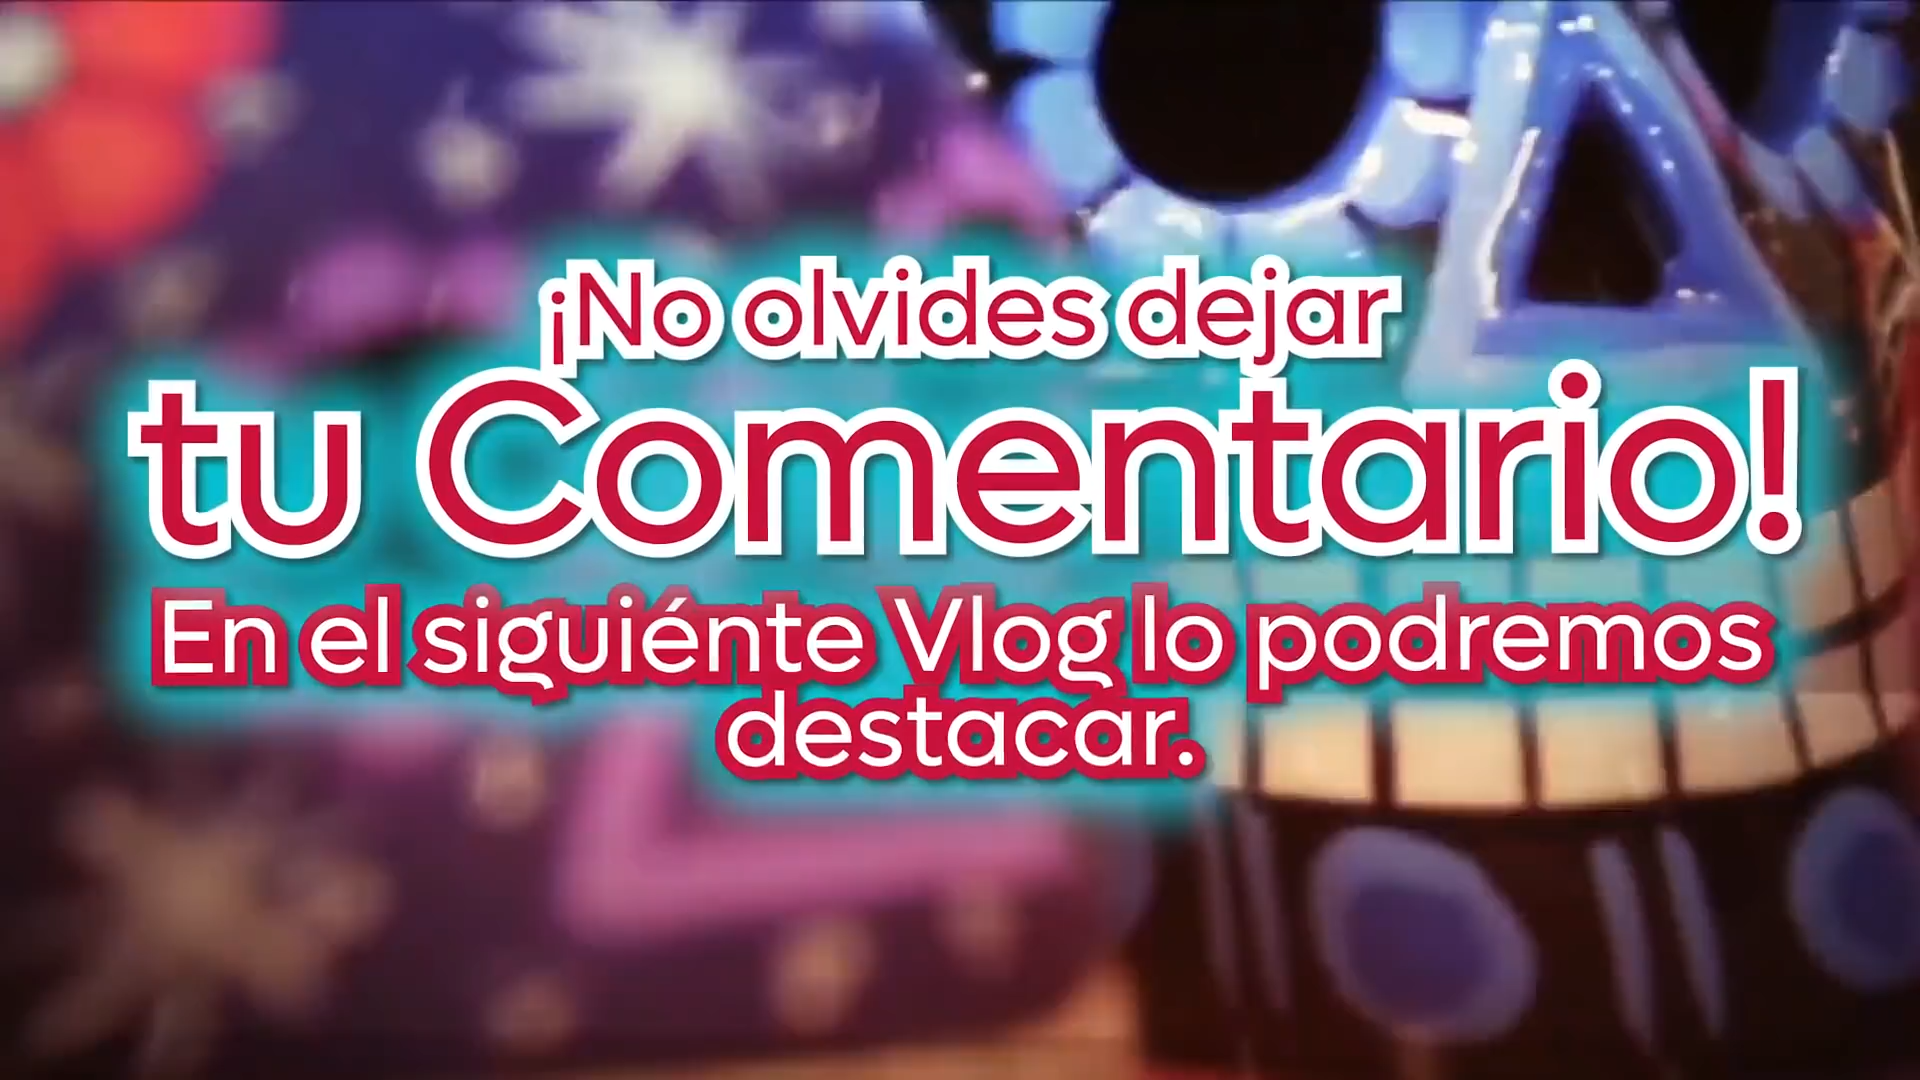 ¡No olvides dejar
tu Comentario!
En el siguiénte Vlog lo podremos
destacar.